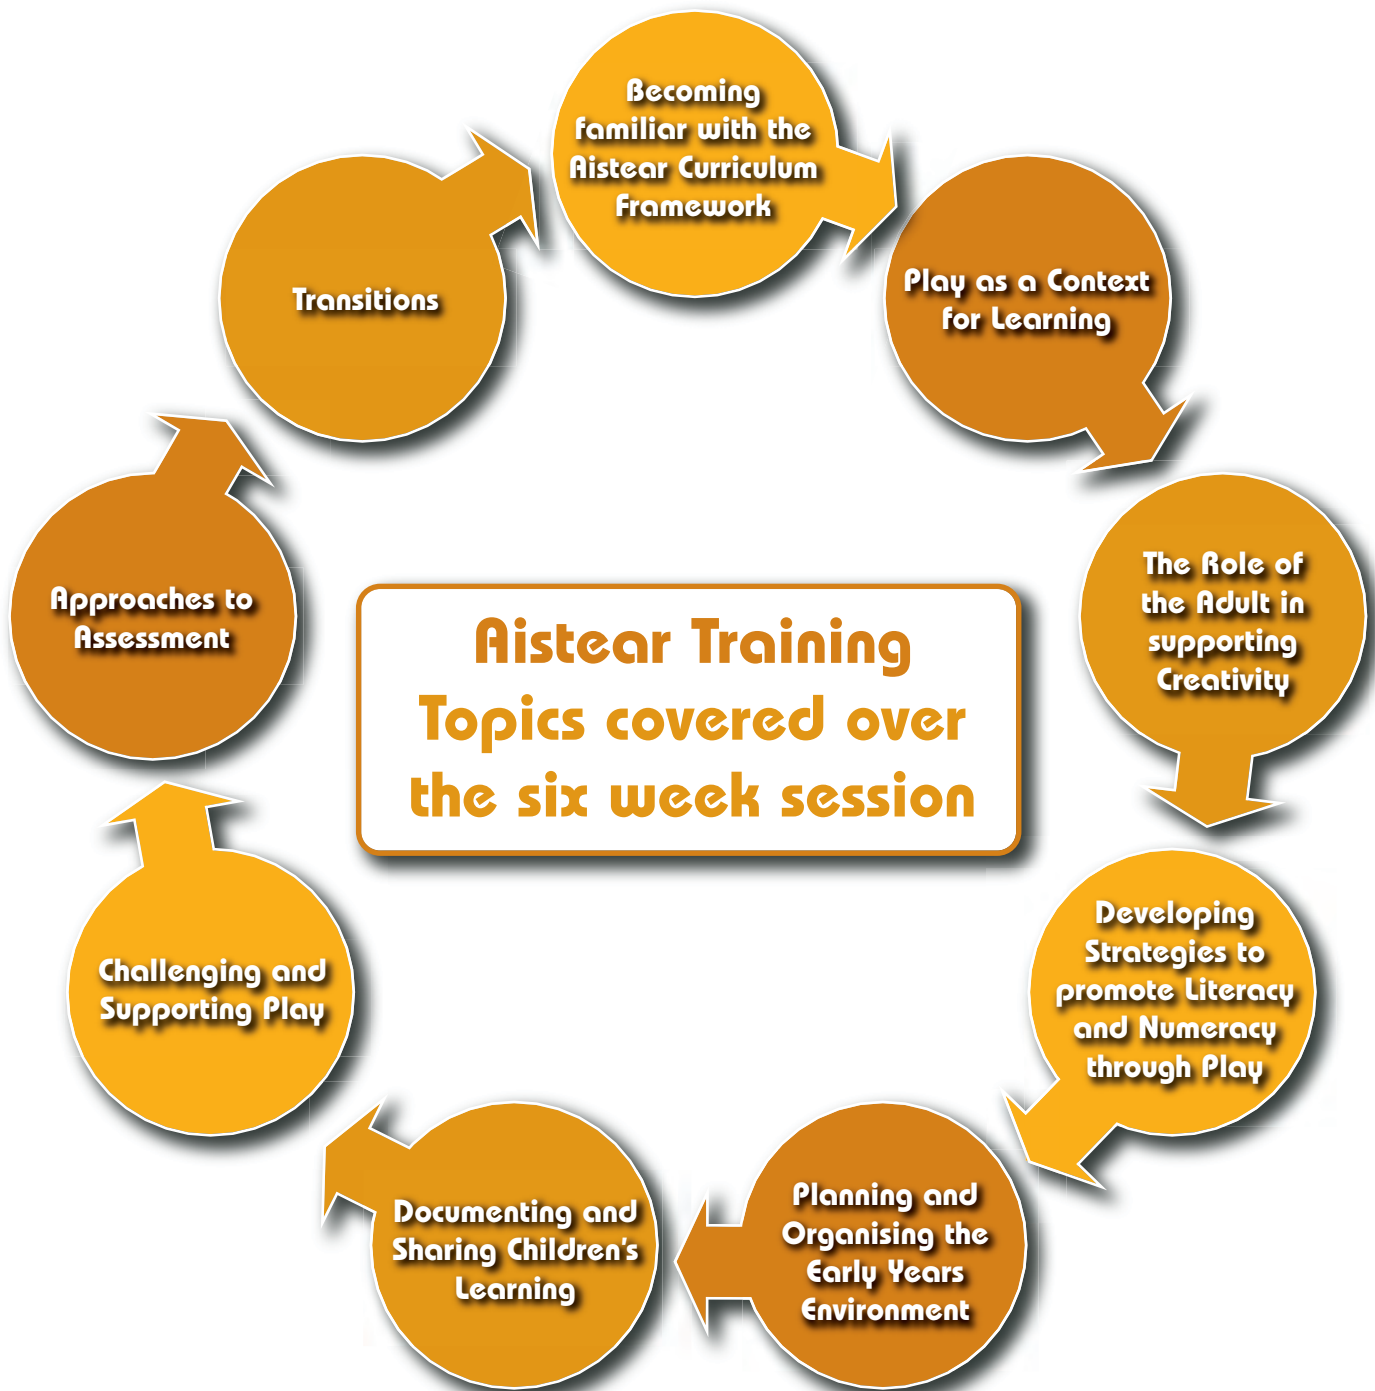 Becoming
familiar with the
Aistear Curriculum
Framework
Play as a Context
for Learning
The Role of
the Adult in
supporting
Creativity
Developing
Strategies to
promote Literacy
and Numeracy
through Play
Planning and
Organising the
Early Years
Environment
Documenting and
Sharing Children's
Learning
Challenging and
Supporting Play
Approaches to
Assessment
Transitions
Aistear Training
Topics covered over
the six week session